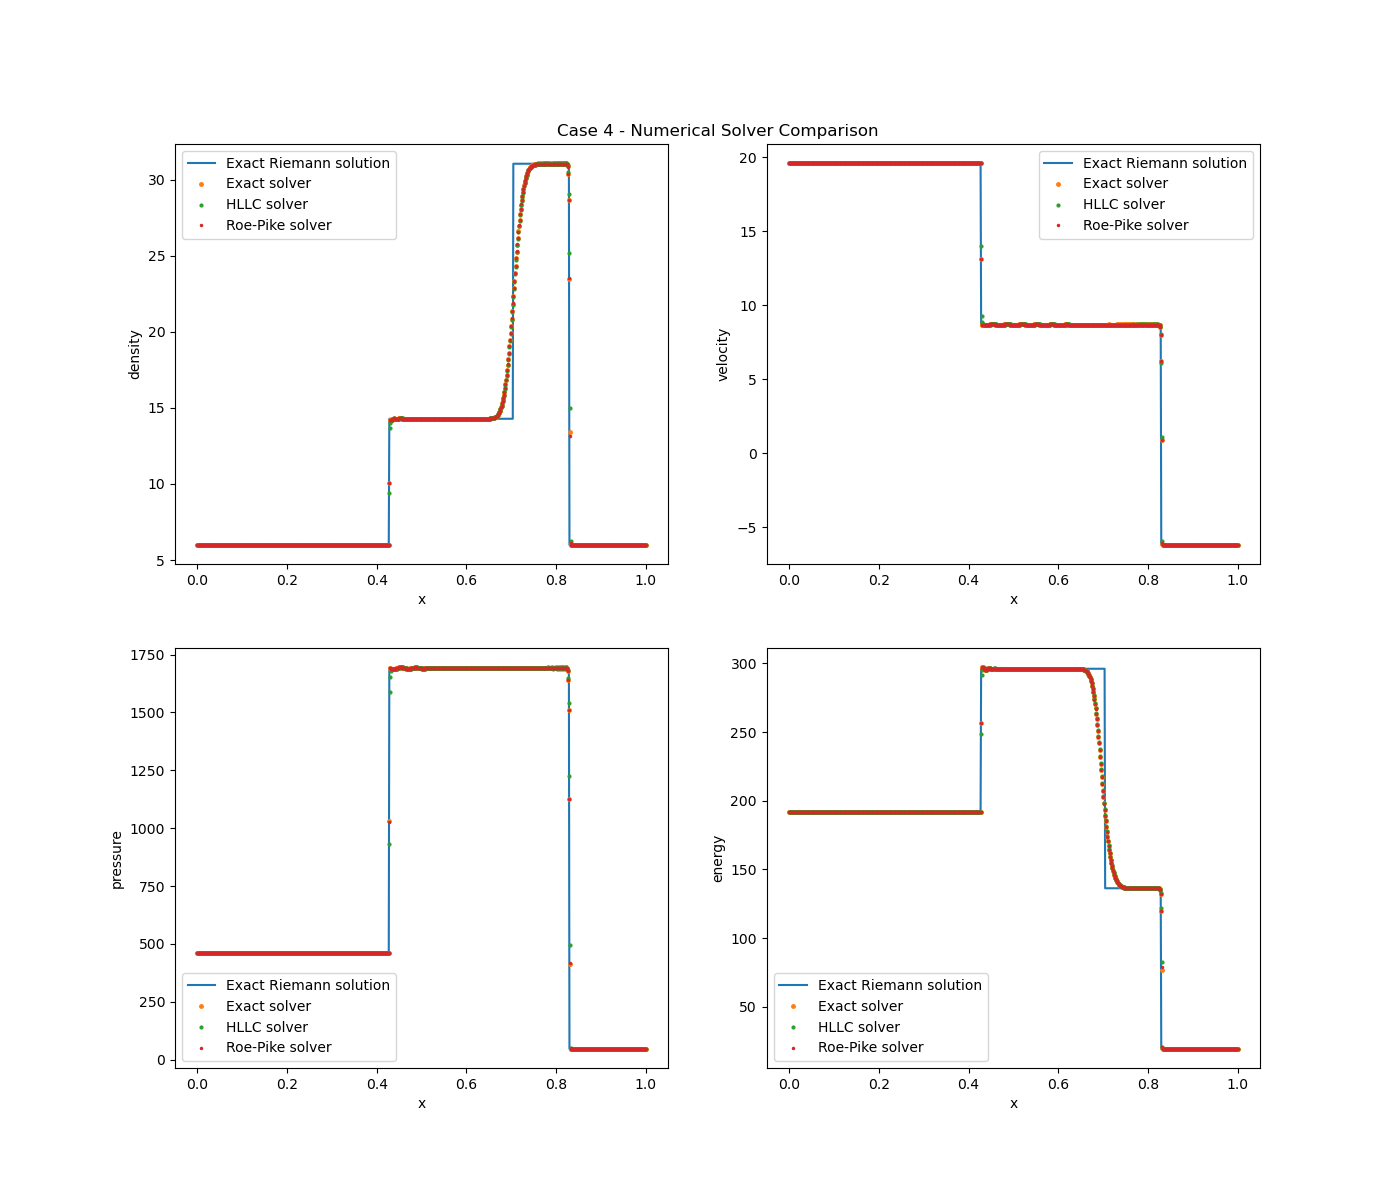 Case 4 - Numerical Solver Comparison
density
30
25
20
15
10
5
Exact Riemann solution
Exact solver
HLLC solver
Roe-Pike solver
0.0 0.2 0.4 0.6 0.8 1.0
x
velocity
20
15
10
5
0
−5
Exact Riemann solution
Exact solver
HLLC solver
Roe-Pike solver
0.0 0.2 0.4 0.6 0.8 1.0
x
pressure
1750
1500
1250
1000
750
500
250
0
Exact Riemann solution
Exact solver
HLLC solver
Roe-Pike solver
0.0 0.2 0.4 0.6 0.8 1.0
x
energy
300
250
200
150
100
50
Exact Riemann solution
Exact solver
HLLC solver
Roe-Pike solver
0.0 0.2 0.4 0.6 0.8 1.0
x